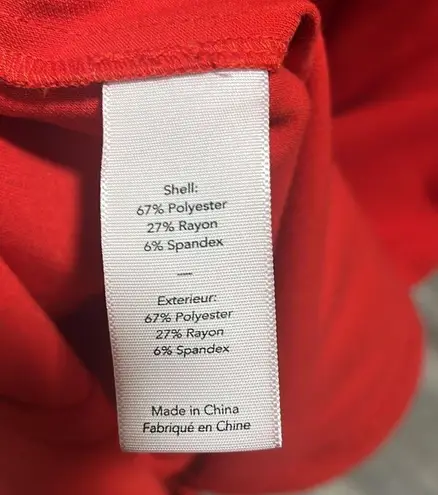 Shell:
67% Polyester
27% Rayon
6% Spandex
—
Exterieur:
67% Polyester
27% Rayon
6% Spandex
Made in China
Fabriqué en Chine